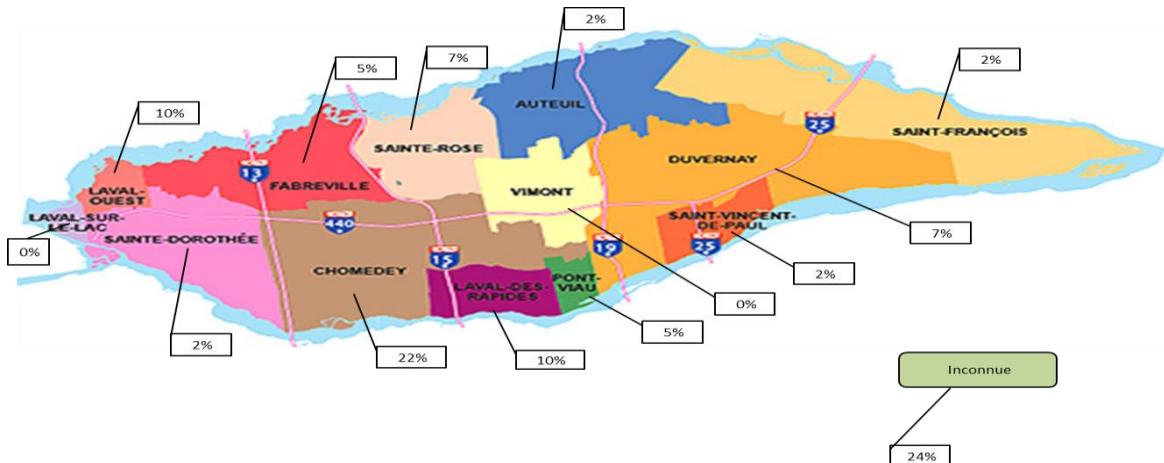 2%
7%
2%
5%
10%
AUTEUIL
25
SAINT-FRANÇOIS
SAINTE-ROSE
DUVERNAY
13
FABREVILLE
VIMONT
LAVAL-
OUEST
LAVAL-SUR-
LE-LAC
SAINTE-DOROTHÉE
440
SAINT-VINCENT-
DE-PAUL
7%
0%
CHOMEDEY
15
19
25
2%
LAVAL-DES-
RAPIDES
PONT-
VIAU
0%
5%
2%
22%
10%
Inconnue
24%